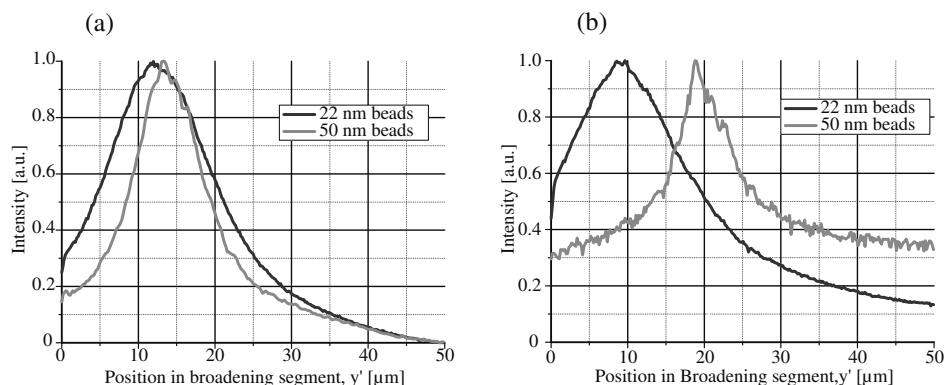 (a)
1.0
0.8
0.6
0.4
0.2
0
Intensity [a.u.]
22 nm beads
50 nm beads
0 10 20 30 40 50
Position in broadening segment, y' [µm]
(b)
1.0
0.8
0.6
0.4
0.2
0
Intensity [a.u.]
22 nm beads
50 nm beads
0 10 20 30 40 50
Position in Broadening segment,y' [µm]